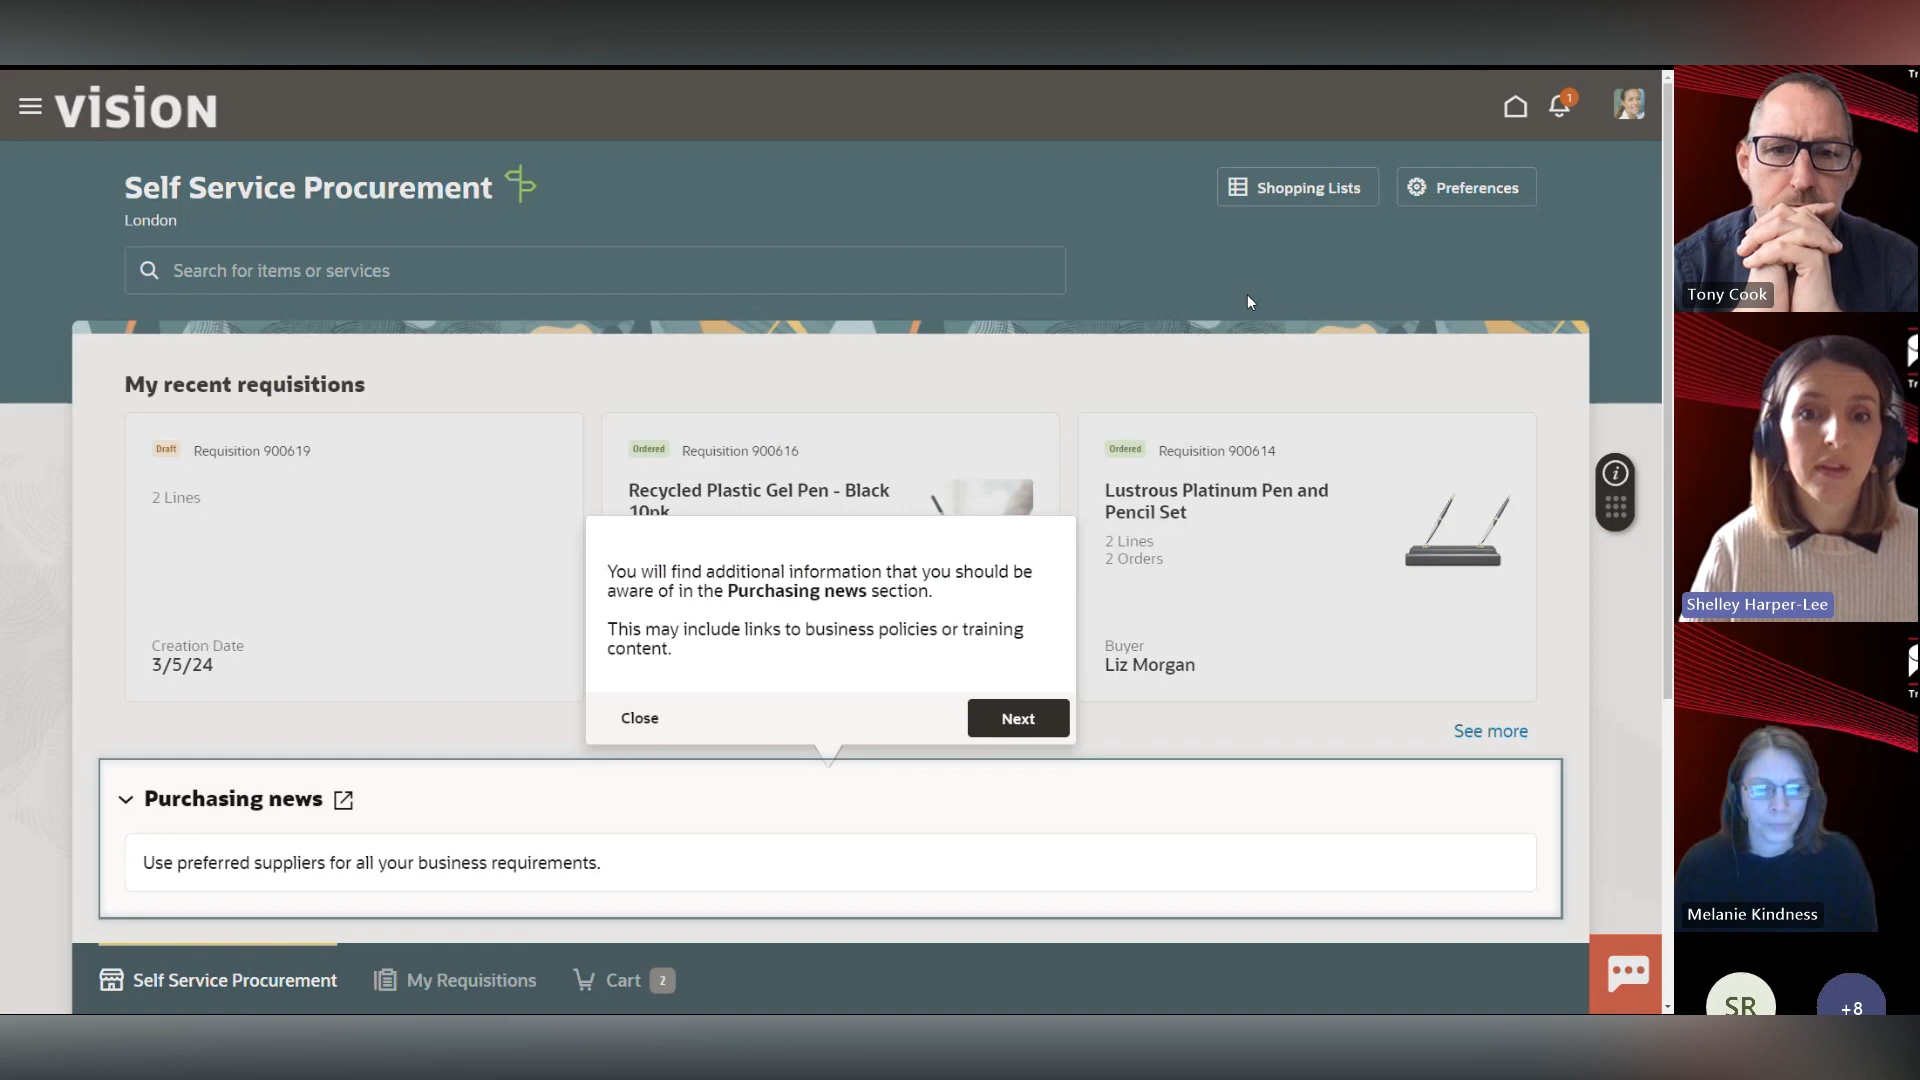 vision
1
Self Service Procurement
London
Shopping Lists
Preferences
Search for items or services
My recent requisitions
Draft
Requisition 900619
2 Lines
Creation Date
3/5/24
Ordered
Requisition 900616
Recycled Plastic Gel Pen - Black
10pk
Ordered
Requisition 900614
Lustrous Platinum Pen and
Pencil Set
2 Lines
2 Orders
Buyer
Liz Morgan
You will find additional information that you should be
aware of in the Purchasing news section.
This may include links to business policies or training
content.
Close
Next
See more
Purchasing news
Use preferred suppliers for all your business requirements.
Self Service Procurement
My Requisitions
Cart
2
Tr
Tony Cook
Tr
Shelley Harper-Lee
Tr
Melanie Kindness
SR
+8